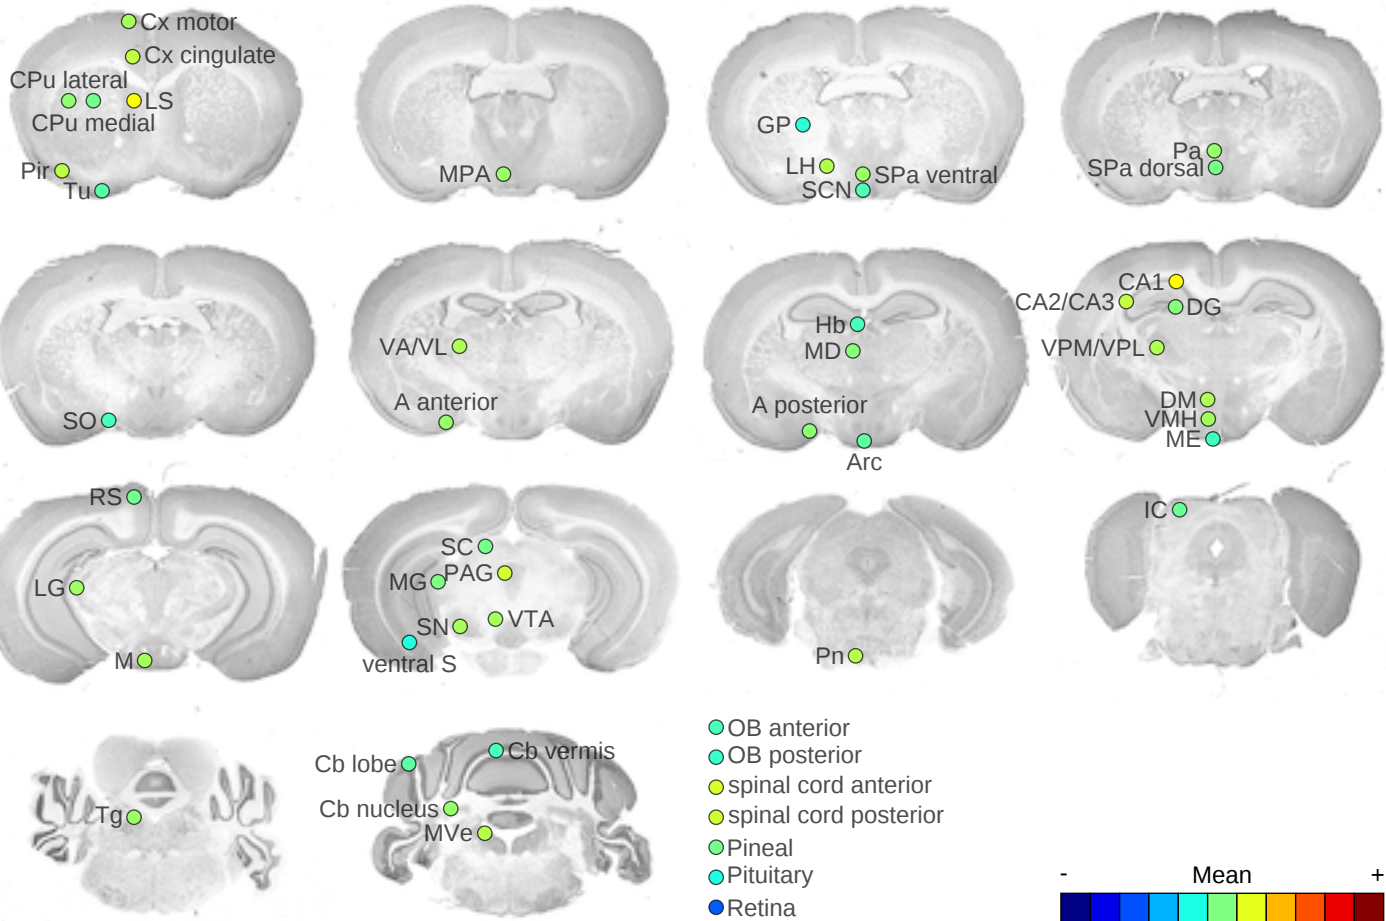 Cx motor
Cx cingulate
CPu lateral
LS
CPu medial
Pir
Tu
MPA
GP
LH
SPa ventral
SCN
Pa
SPa dorsal
SO
VA/VL
A anterior
Hb
MD
A posterior
Arc
CA1
CA2/CA3
DG
VPM/VPL
DM
VMH
ME
RS
LG
M
SC
MG
PAG
SN
VTA
ventral S
Pn
IC
Tg
Cb lobe
Cb vermis
Cb nucleus
MVe
OB anterior
OB posterior
spinal cord anterior
spinal cord posterior
Pineal
Pituitary
Retina
- Mean +